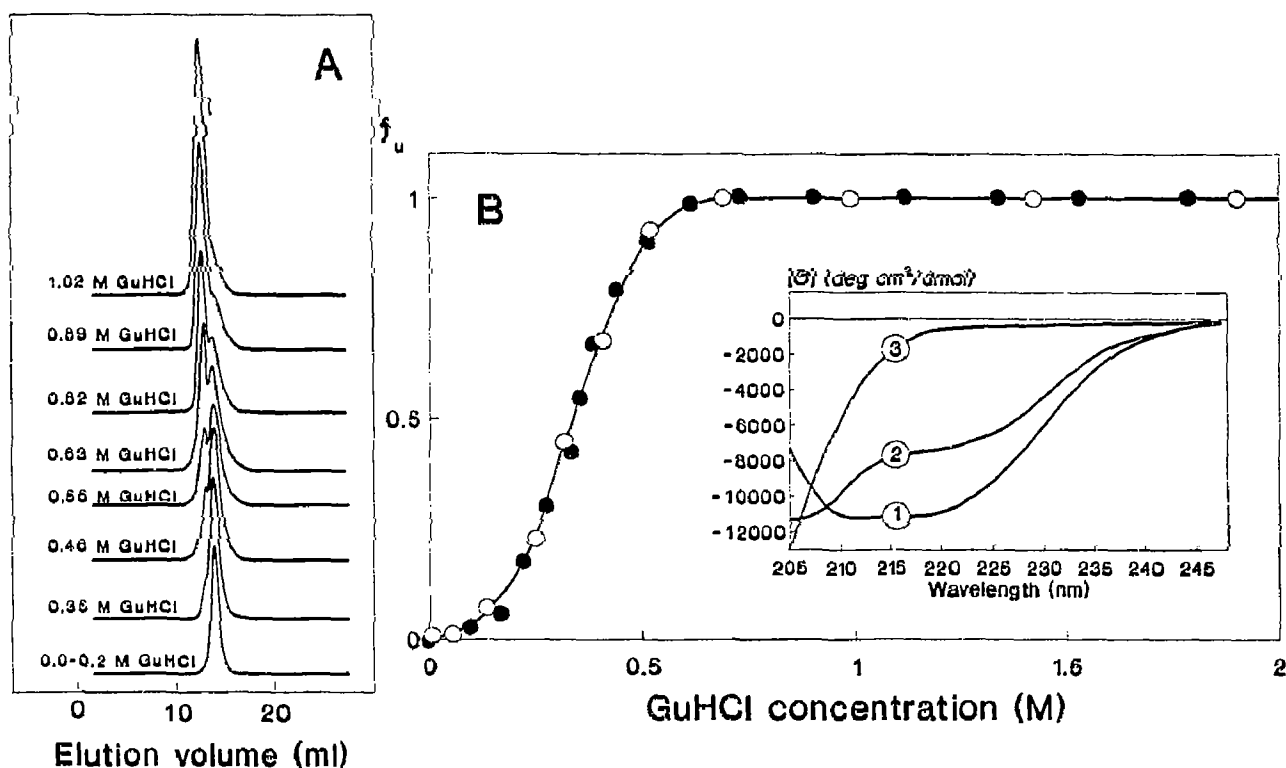 A
1.02 M GuHCl
0.89 M GuHCl
0.82 M GuHCl
0.63 M GuHCl
0.56 M GuHCl
0.46 M GuHCl
0.36 M GuHCl
0.0-0.2 M GuHCl
0 10 20
Elution volume (ml)
f_u
B
1
0.5
0
0 0.5 1 1.5 2
GuHCl concentration (M)
[Θ] (deg cm²/dmol)
0
-2000
-4000
-6000
-8000
-10000
-12000
3
2
1
205 210 215 220 225 230 235 240 245
Wavelength (nm)